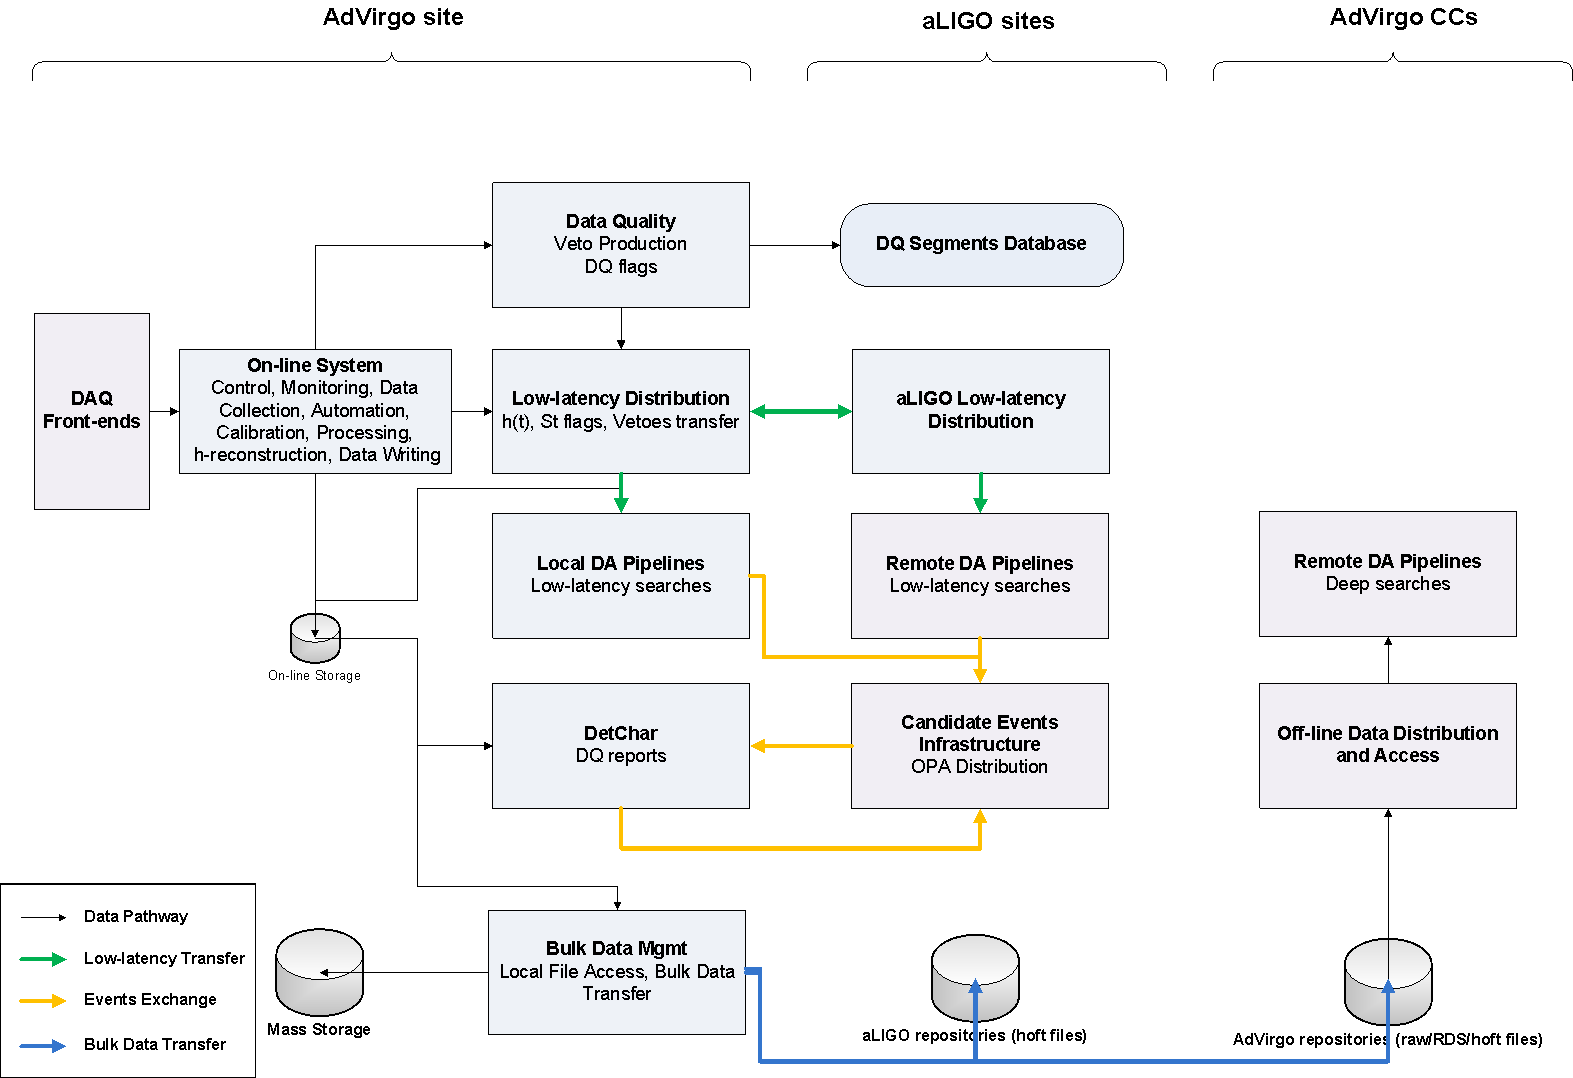 AdVirgo site
aLIGO sites
AdVirgo CCs
Data Quality
Veto Production
DQ flags
DQ Segments Database
DAQ
Front-ends
On-line System
Control, Monitoring, Data
Collection, Automation,
Calibration, Processing,
h-reconstruction, Data Writing
Low-latency Distribution
h(t), St flags, Vetoes transfer
aLIGO Low-latency
Distribution
Local DA Pipelines
Low-latency searches
Remote DA Pipelines
Low-latency searches
Remote DA Pipelines
Deep searches
On-line Storage
DetChar
DQ reports
Candidate Events
Infrastructure
OPA Distribution
Off-line Data Distribution
and Access
Data Pathway
Low-latency Transfer
Events Exchange
Bulk Data Transfer
Mass Storage
Bulk Data Mgmt
Local File Access, Bulk Data
Transfer
aLIGO repositories (hoft files)
AdVirgo repositories (raw/RDS/hoft files)